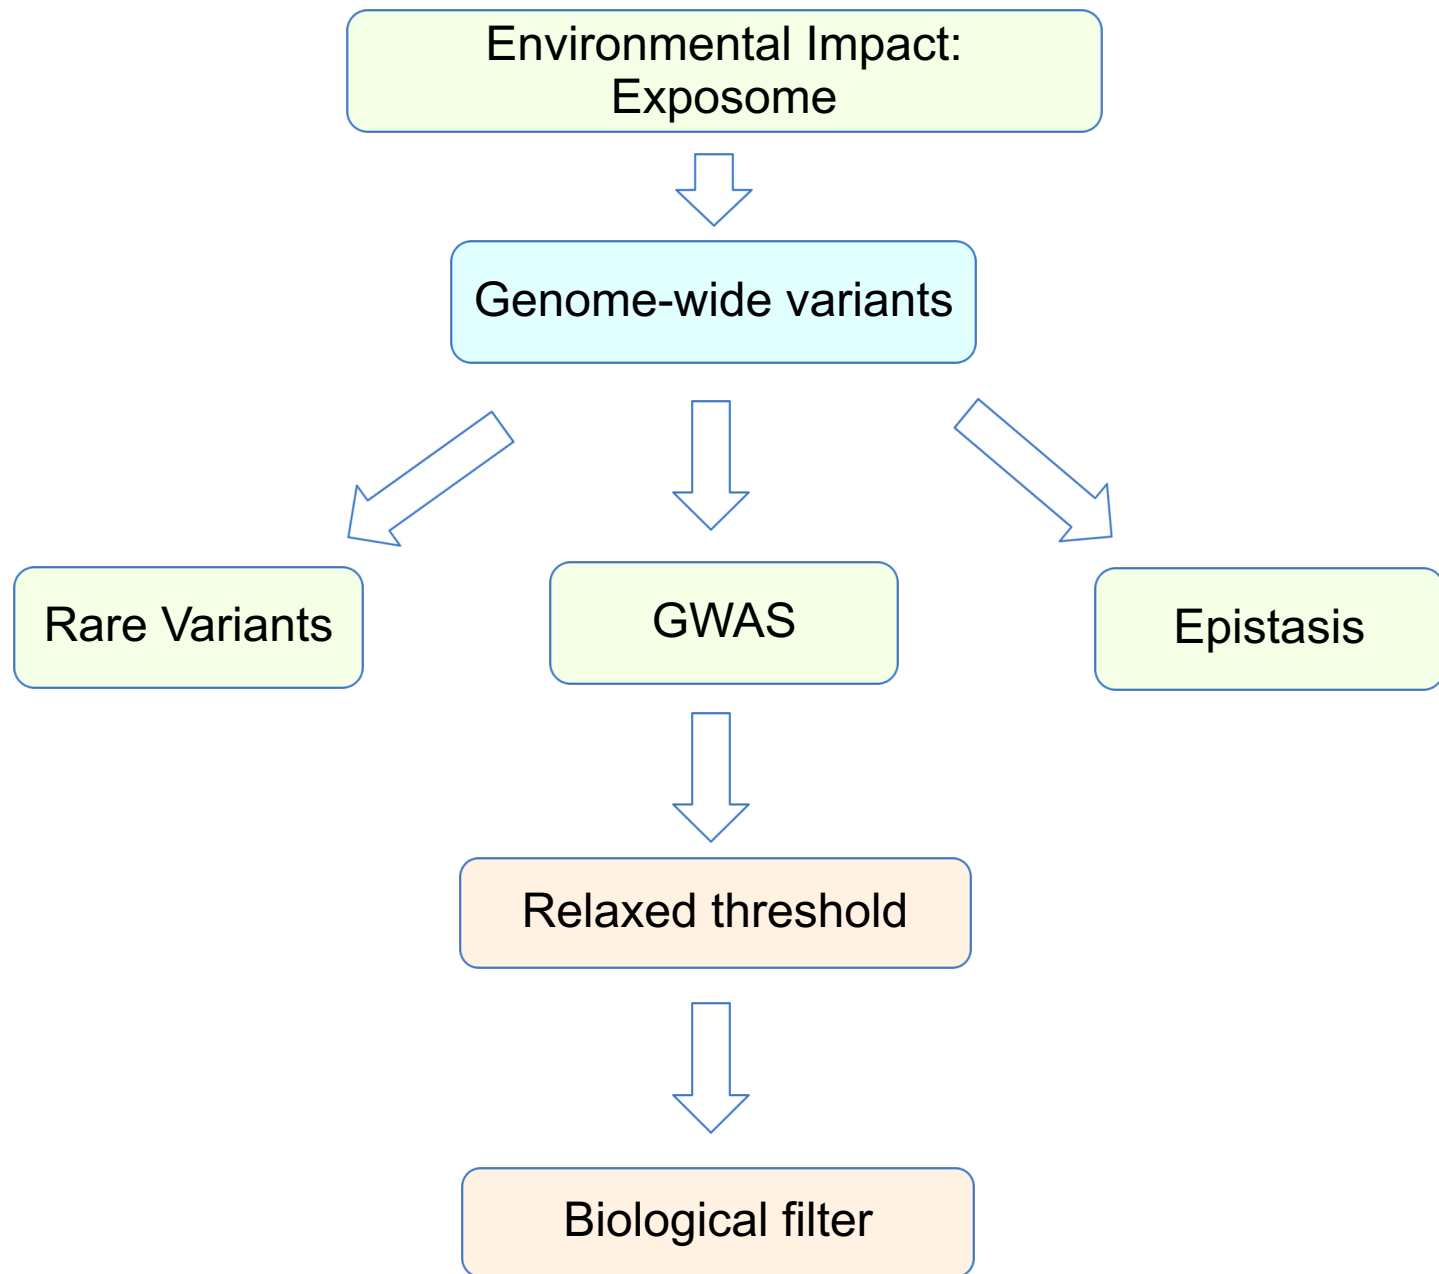 Environmental Impact:
Exposome
Genome-wide variants
Rare Variants
GWAS
Epistasis
Relaxed threshold
Biological filter